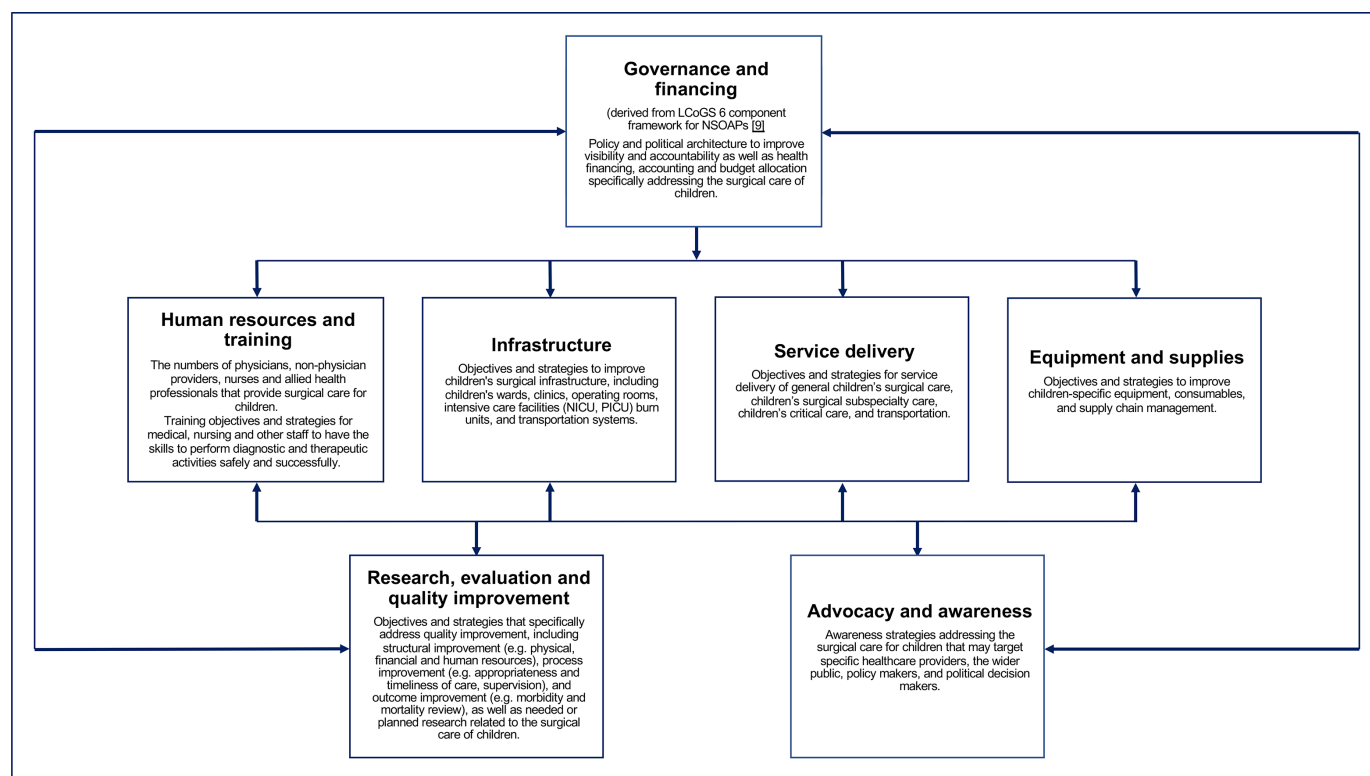 Governance and
financing
(derived from LCoGS 6 component
framework for NSOAPs [9]
Policy and political architecture to improve
visibility and accountability as well as health
financing, accounting and budget allocation
specifically addressing the surgical care of
children.
Human resources and
training
The numbers of physicians, non-physician
providers, nurses and allied health
professionals that provide surgical care for
children.
Training objectives and strategies for
medical, nursing and other staff to have the
skills to perform diagnostic and therapeutic
activities safely and successfully.
Infrastructure
Objectives and strategies to improve
children's surgical infrastructure, including
children's wards, clinics, operating rooms,
intensive care facilities (NICU, PICU) burn
units, and transportation systems.
Service delivery
Objectives and strategies for service
delivery of general children’s surgical care,
children’s surgical subspecialty care,
children’s critical care, and transportation.
Equipment and supplies
Objectives and strategies to improve
children-specific equipment, consumables,
and supply chain management.
Research, evaluation and
quality improvement
Objectives and strategies that specifically
address quality improvement, including
structural improvement (e.g. physical,
financial and human resources), process
improvement (e.g. appropriateness and
timeliness of care, supervision), and
outcome improvement (e.g. morbidity and
mortality review), as well as needed or
planned research related to the surgical
care of children.
Advocacy and awareness
Awareness strategies addressing the
surgical care for children that may target
specific healthcare providers, the wider
public, policy makers, and political decision
makers.